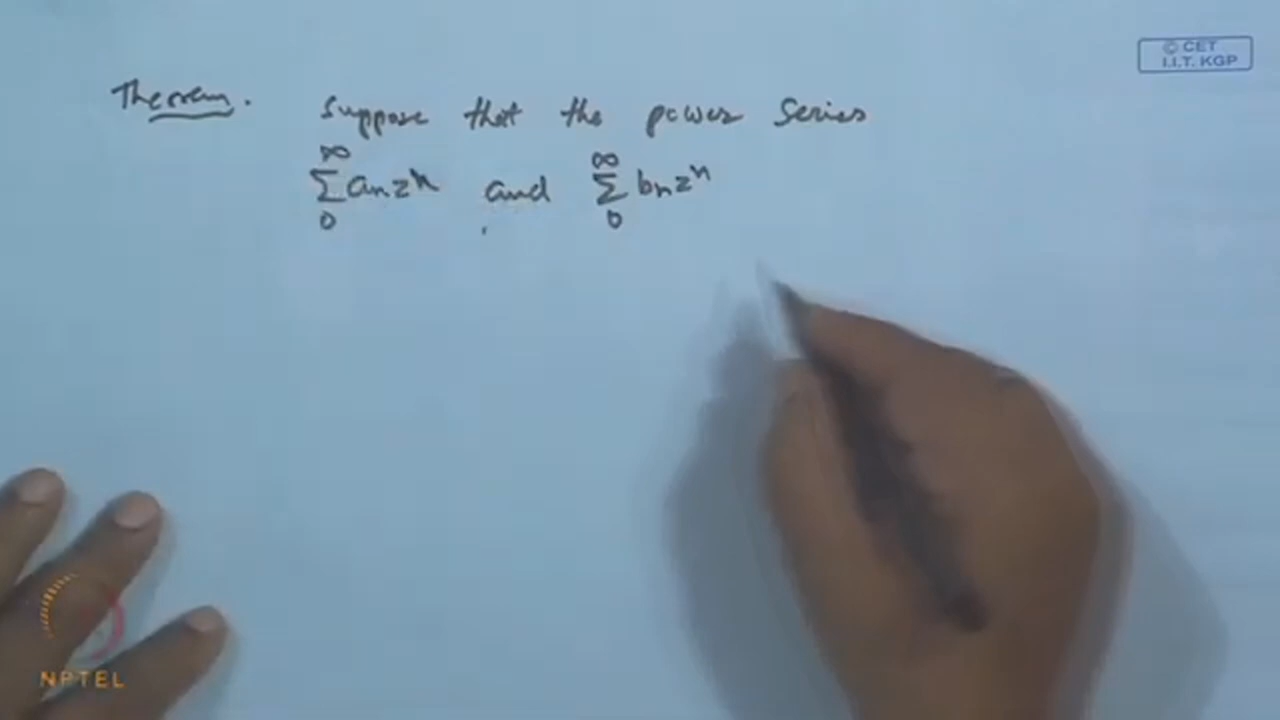 © CET
I.I.T. KGP
Theorem. Suppose that the power series
∞ ∞
Σ aₙzⁿ and Σ bₙzⁿ
0 0
NPTEL